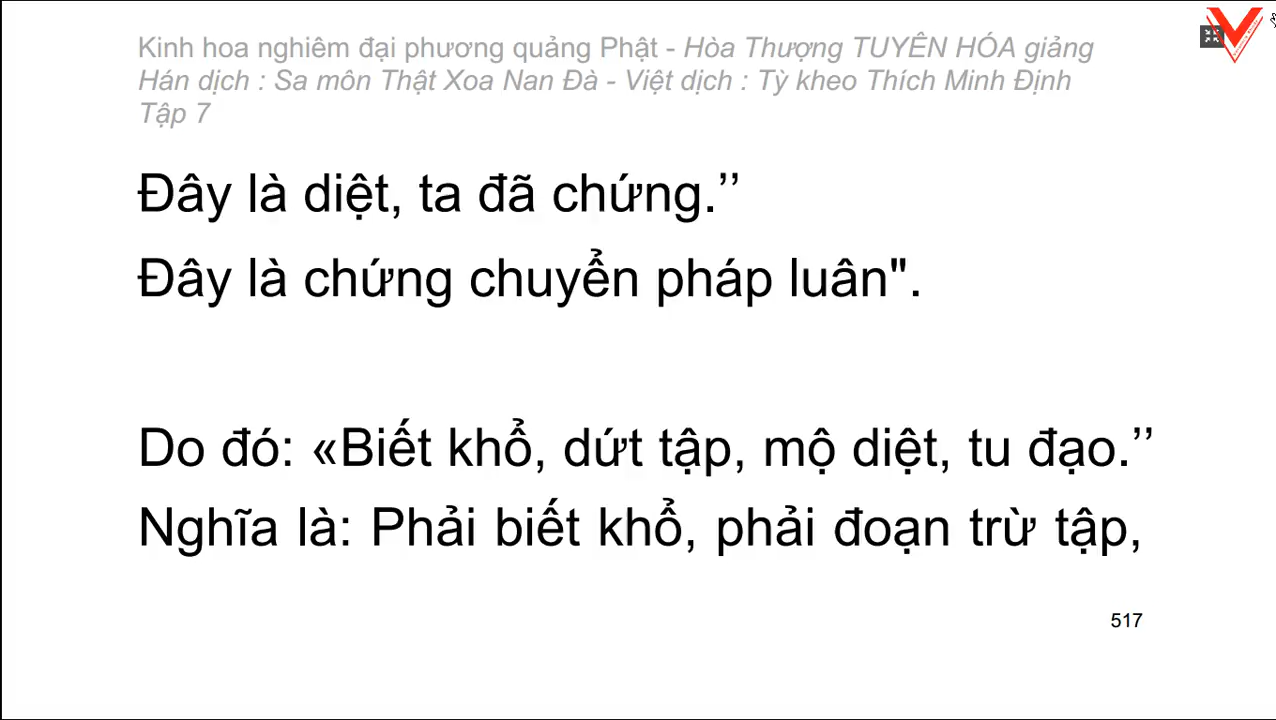 Kinh hoa nghiêm đại phương quảng Phật - Hòa Thượng TUYÊN HÓA giảng
Hán dịch : Sa môn Thật Xoa Nan Đà - Việt dịch : Tỳ kheo Thích Minh Định
Tập 7
Đây là diệt, ta đã chứng.’’
Đây là chứng chuyển pháp luân".
Do đó: «Biết khổ, dứt tập, mộ diệt, tu đạo.’’
Nghĩa là: Phải biết khổ, phải đoạn trừ tập,
517